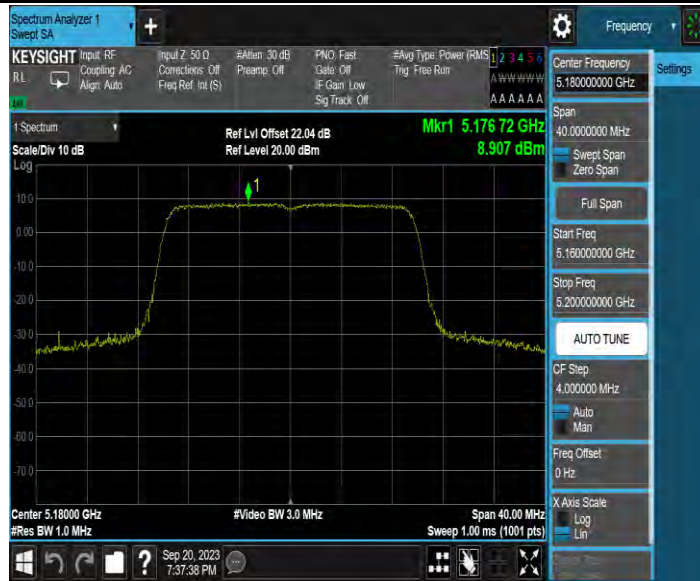 Spectrum Analyzer 1
Swept SA
+
Frequency
KEYSIGHT
RL
Input: RF
Coupling: AC
Align: Auto
Input Z: 50 Ω
Corrections: Off
Freq Ref: Int (S)
#Atten: 30 dB
Preamp: Off
PNO: Fast
Gate: Off
IF Gain: Low
Sig Track: Off
#Avg Type: Power (RMS
Trig: Free Run
1 2 3 4 5 6
A W W W W W
A A A A A A
Center Frequency
5.180000000 GHz
Settings
Span
40.0000000 MHz
Swept Span
Zero Span
Full Span
Start Freq
5.160000000 GHz
Stop Freq
5.200000000 GHz
AUTO TUNE
CF Step
4.000000 MHz
Auto
Man
Freq Offset
0 Hz
X Axis Scale
Log
Lin
1 Spectrum
Scale/Div 10 dB
Log
Ref Lvl Offset 22.04 dB
Ref Level 20.00 dBm
Mkr1 5.176 72 GHz
8.907 dBm
1
10.0
0.00
-10.0
-20.0
-30.0
-40.0
-50.0
-60.0
-70.0
Center 5.18000 GHz
#Res BW 1.0 MHz
#Video BW 3.0 MHz
Span 40.00 MHz
Sweep 1.00 ms (1001 pts)
?
Sep 20, 2023
7:37:38 PM